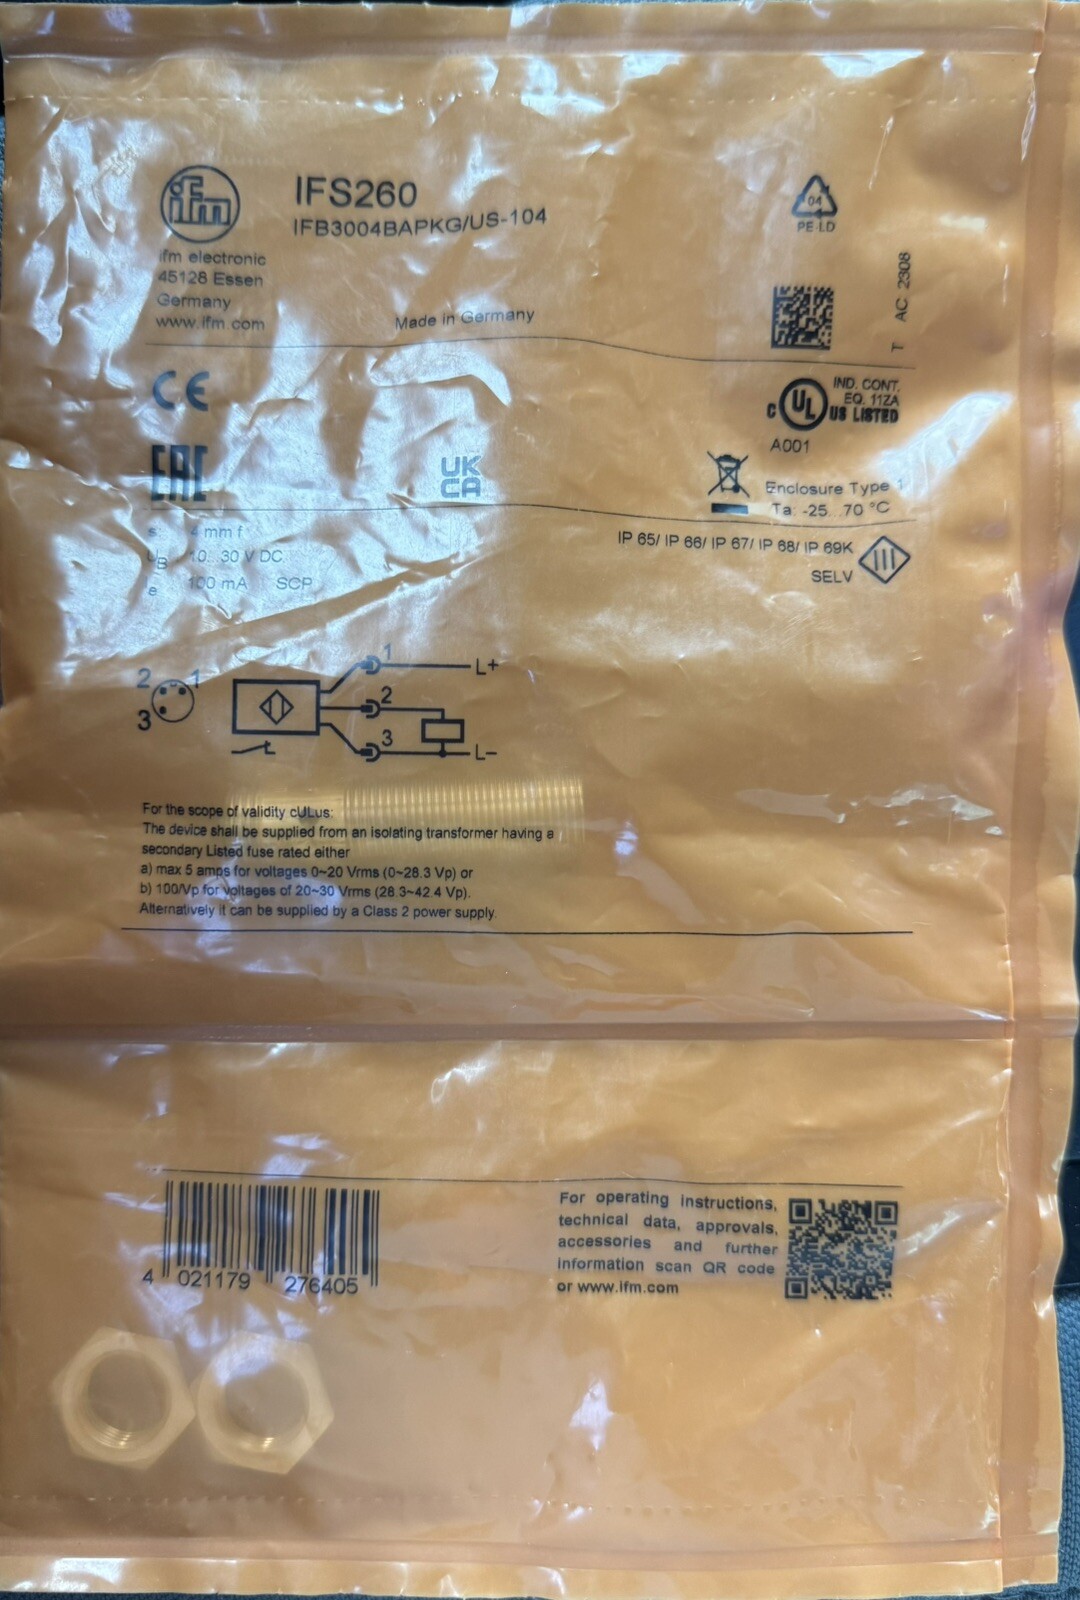 ifm
IFS260
IFB3004BAPKG/US-104
ifm electronic
45128 Essen
Germany
www.ifm.com
Made in Germany
04
PE-LD
T AC 2308
CE
EAC
UK
CA
C UL US LISTED
IND. CONT.
EQ. 11ZA
A001
Enclosure Type 1
Ta: -25...70 °C
s 4 mm f
UB 10...30 V DC
e 100 mA SCP
IP 65/ IP 66/ IP 67/ IP 68/ IP 69K
III
SELV
2 1
3
1 L+
2
3 L-
For the scope of validity cULus:
The device shall be supplied from an isolating transformer having a
secondary Listed fuse rated either
a) max 5 amps for voltages 0~20 Vrms (0~28.3 Vp) or
b) 100/Vp for voltages of 20~30 Vrms (28.3~42.4 Vp).
Alternatively it can be supplied by a Class 2 power supply.
4 021179 276405
For operating instructions,
technical data, approvals,
accessories and further
information scan QR code
or www.ifm.com